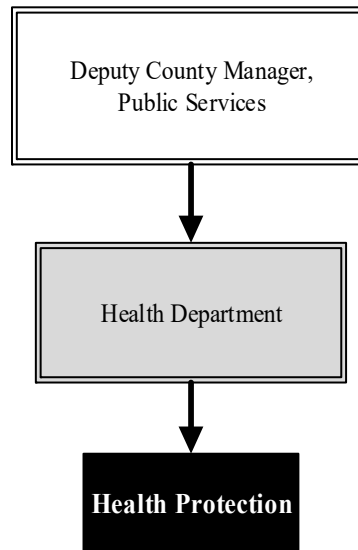 Deputy County Manager,
Public Services
Health Department
Health Protection